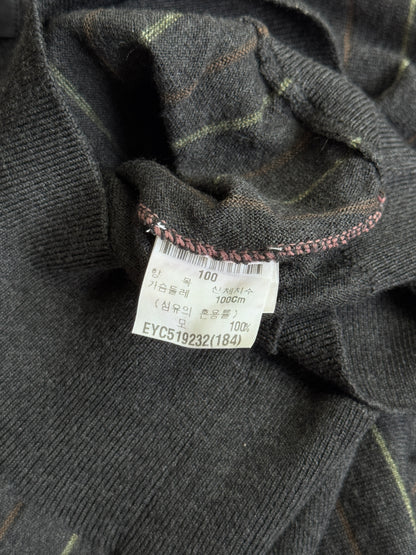 100
항 목 신체치수
가슴둘레 100Cm
(섬유의 혼용률)
모 100%
EYC519232(184)